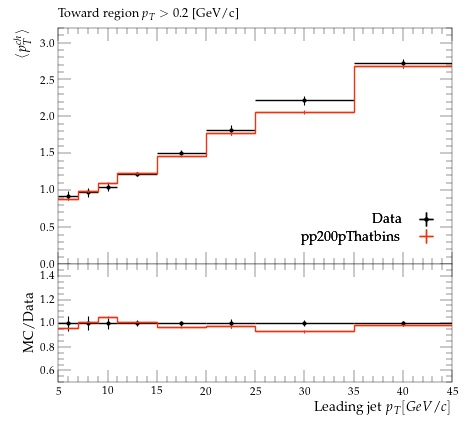 Toward region p_T > 0.2 [GeV/c]
⟨p_T^ch⟩
3.0
2.5
2.0
1.5
1.0
0.5
0.0
Data
pp200pThatbins
MC/Data
1.4
1.2
1.0
0.8
0.6
5 10 15 20 25 30 35 40 45
Leading jet p_T[GeV/c]